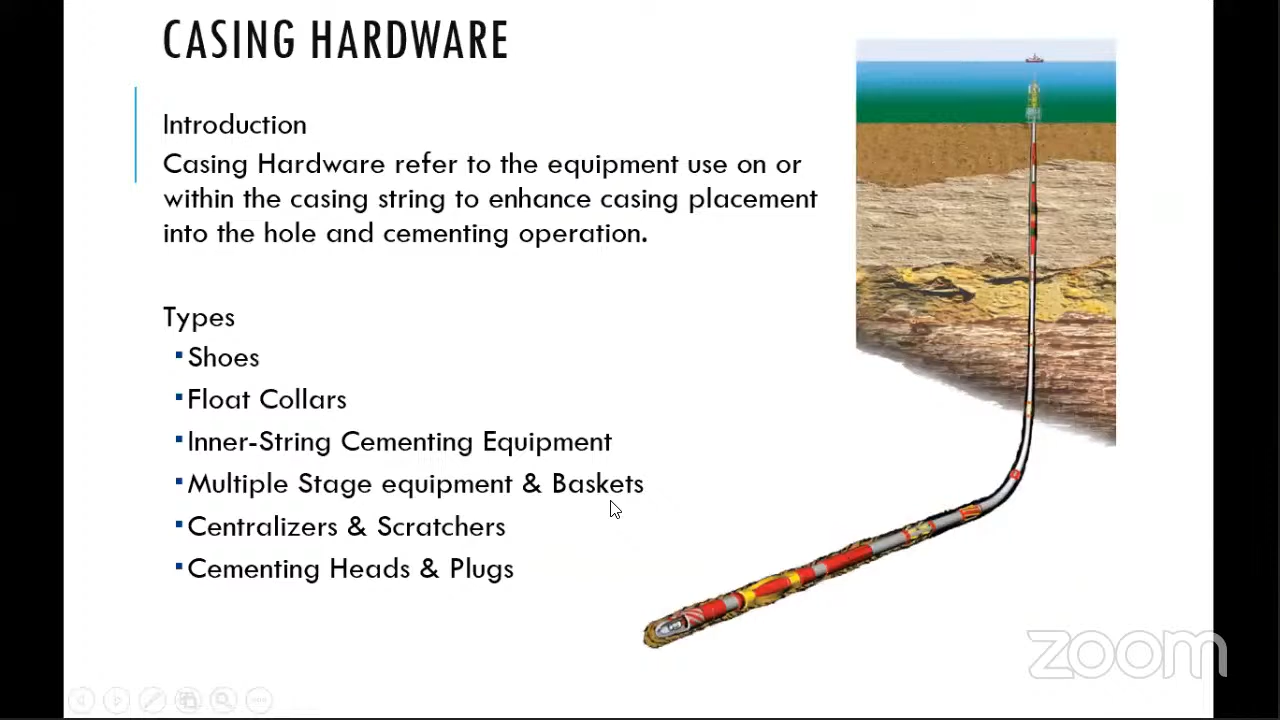 CASING HARDWARE
Introduction
Casing Hardware refer to the equipment use on or
within the casing string to enhance casing placement
into the hole and cementing operation.
Types
▪Shoes
▪Float Collars
▪Inner-String Cementing Equipment
▪Multiple Stage equipment & Baskets
▪Centralizers & Scratchers
▪Cementing Heads & Plugs
zoom